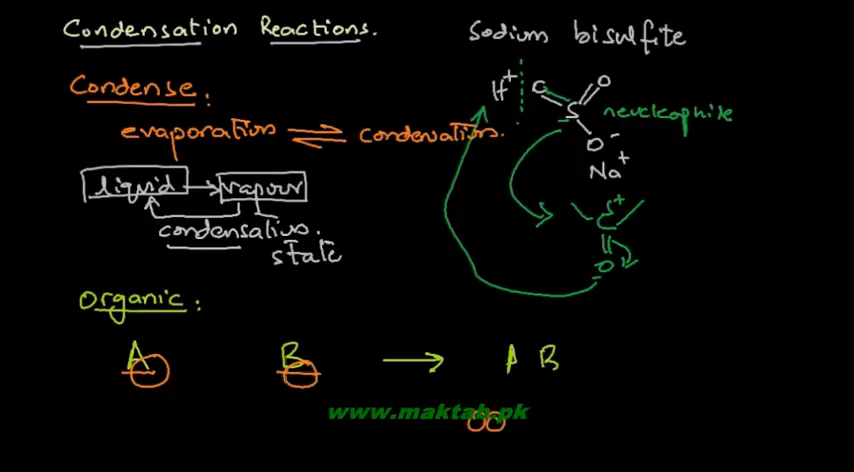 Condensation Reactions.
Condense:
evaporation ⇌ condensation.
liquid → vapour
condensation.
state
Organic:
A B → A B
www.maktab.pk
Sodium bisulfite
H+ O O
S neucleophile
O-
Na+
C δ+
O